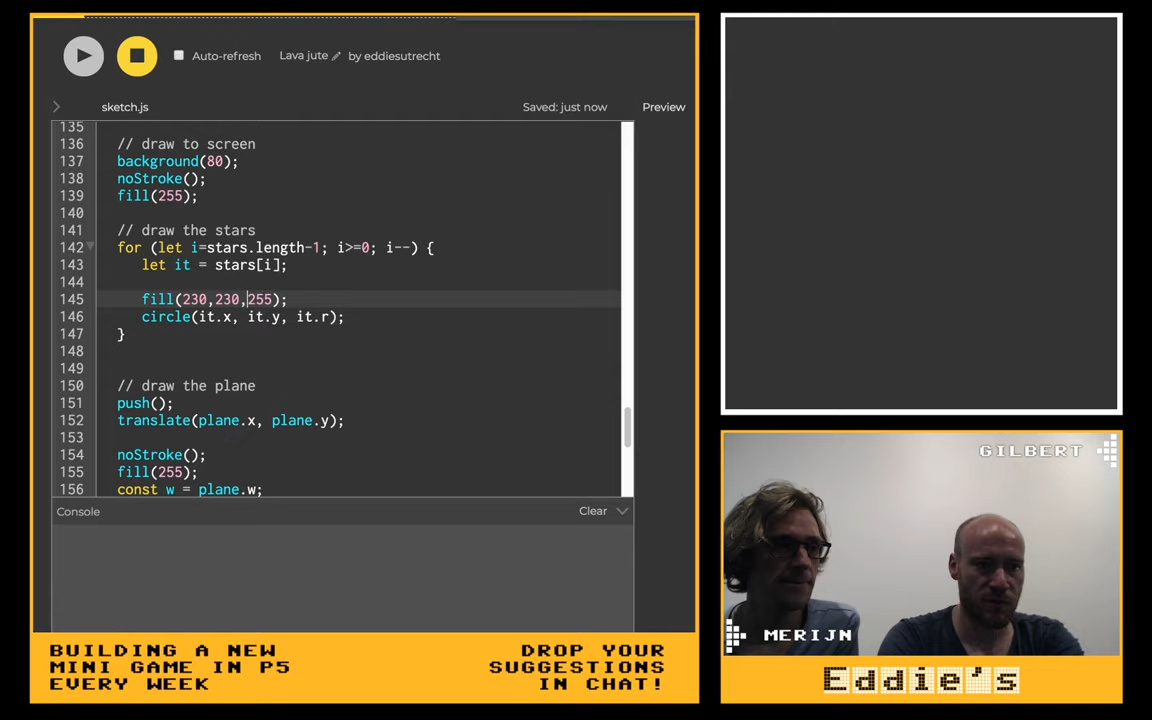 Auto-refresh
Lava jute by eddiesutrecht
sketch.js
Saved: just now
Preview
135
136 // draw to screen
137 background(80);
138 noStroke();
139 fill(255);
140
141 // draw the stars
142 for (let i=stars.length-1; i>=0; i--) {
143 let it = stars[i];
144
145 fill(230,230,255);
146 circle(it.x, it.y, it.r);
147 }
148
149
150 // draw the plane
151 push();
152 translate(plane.x, plane.y);
153
154 noStroke();
155 fill(255);
156 const w = plane.w;
Console
Clear
GILBERT
MERIJN
BUILDING A NEW
MINI GAME IN P5
EVERY WEEK
DROP YOUR
SUGGESTIONS
IN CHAT!
Eddie's